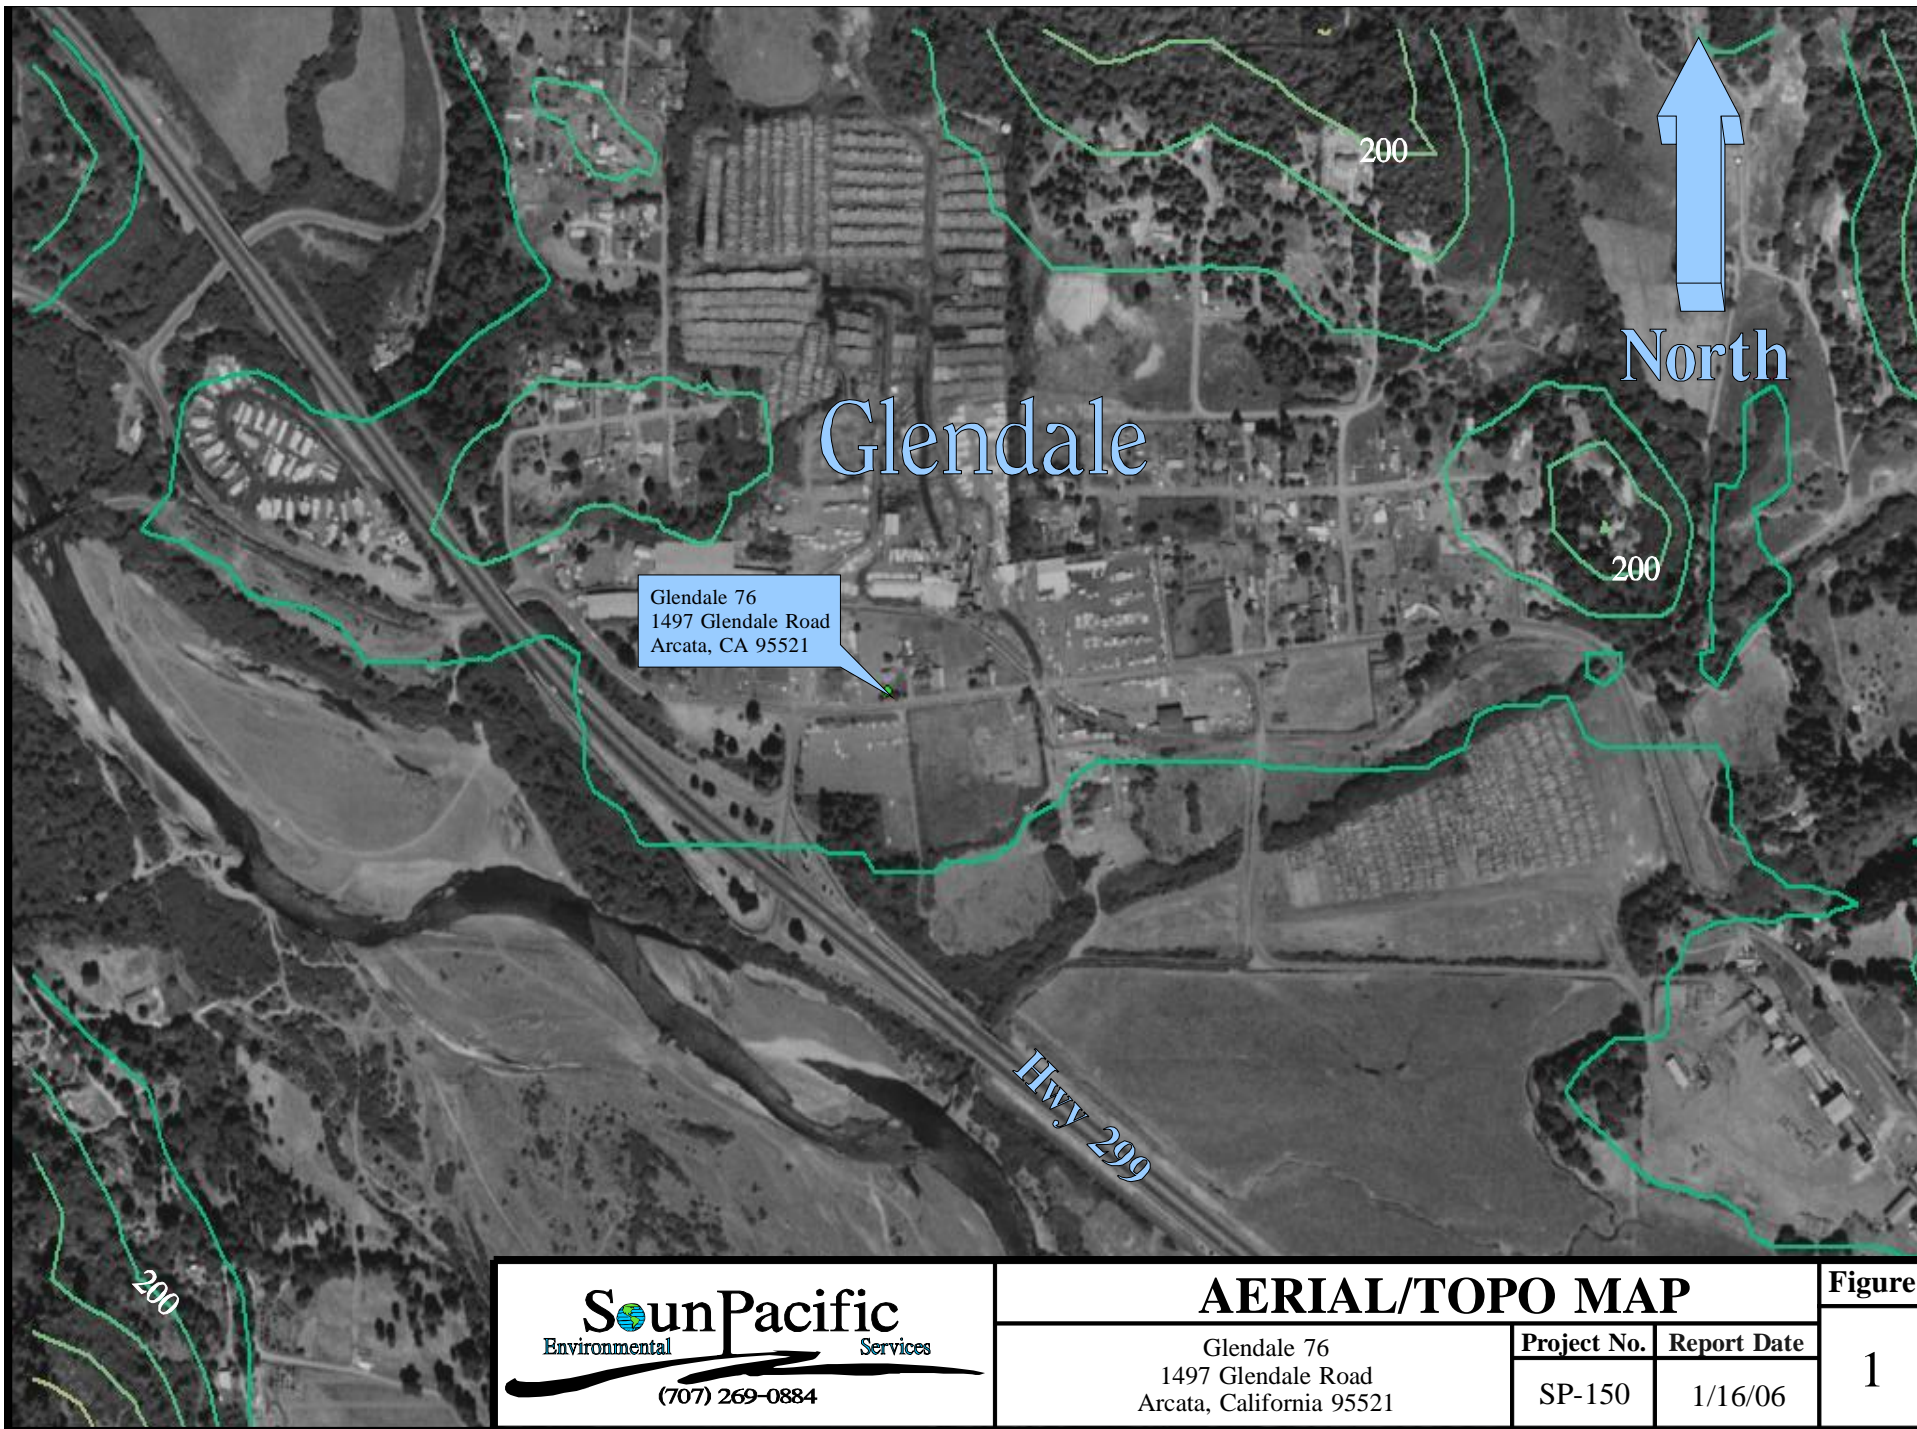 200
North
Glendale
200
Glendale 76
1497 Glendale Road
Arcata, CA 95521
Hwy 299
200
SounPacific
Environmental Services
(707) 269-0884
AERIAL/TOPO MAP
Glendale 76
1497 Glendale Road
Arcata, California 95521
Project No.
SP-150
Report Date
1/16/06
Figure
1